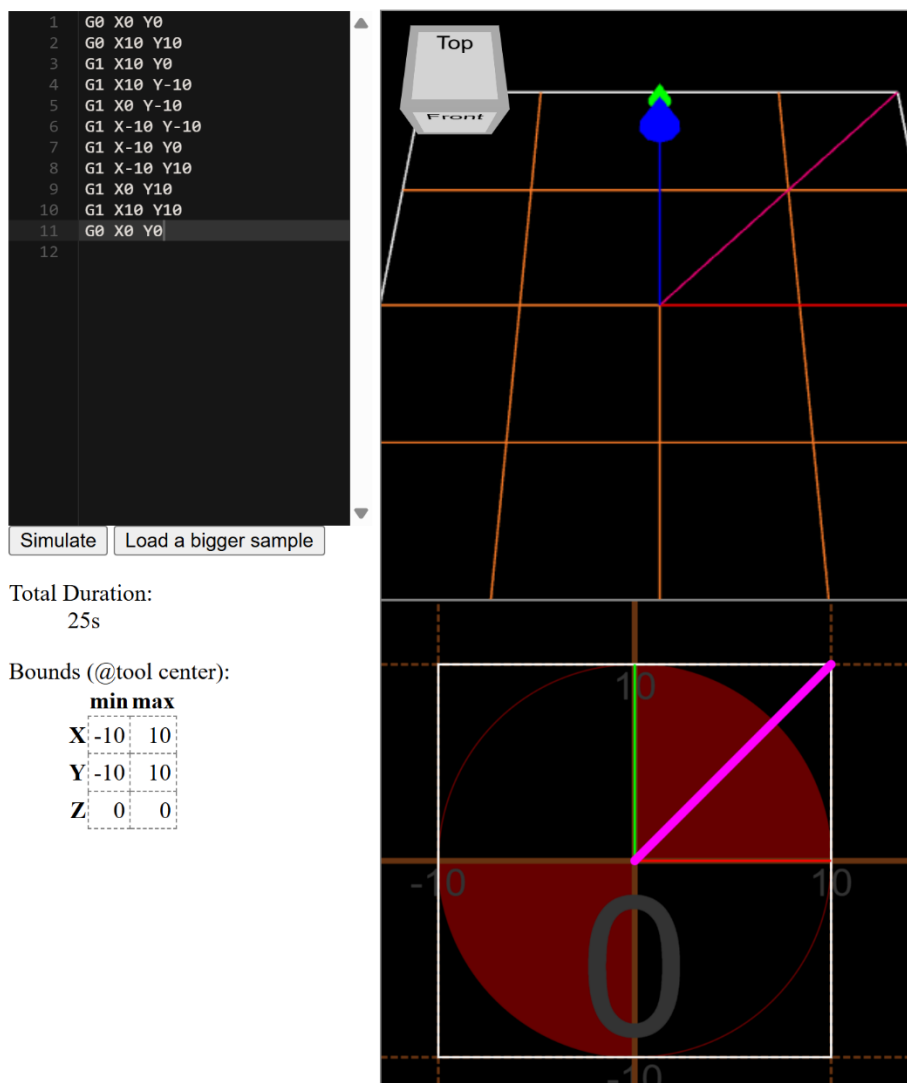 1 G0 X0 Y0
2 G0 X10 Y10
3 G1 X10 Y0
4 G1 X10 Y-10
5 G1 X0 Y-10
6 G1 X-10 Y-10
7 G1 X-10 Y0
8 G1 X-10 Y10
9 G1 X0 Y10
10 G1 X10 Y10
11 G0 X0 Y0
12
Simulate Load a bigger sample
Total Duration:
25s
Bounds (@tool center):
min max
X -10 10
Y -10 10
Z 0 0
Top
Front
10
-10 10
0
-10